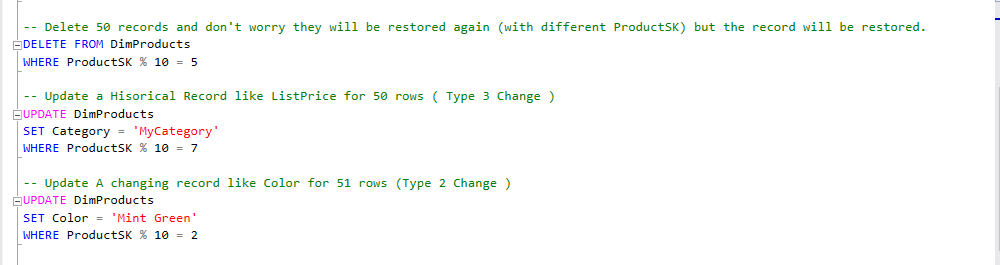 -- Delete 50 records and don't worry they will be restored again (with different ProductSK) but the record will be restored.
DELETE FROM DimProducts
WHERE ProductSK % 10 = 5
-- Update a Hisorical Record like ListPrice for 50 rows ( Type 3 Change )
UPDATE DimProducts
SET Category = 'MyCategory'
WHERE ProductSK % 10 = 7
-- Update A changing record like Color for 51 rows (Type 2 Change )
UPDATE DimProducts
SET Color = 'Mint Green'
WHERE ProductSK % 10 = 2